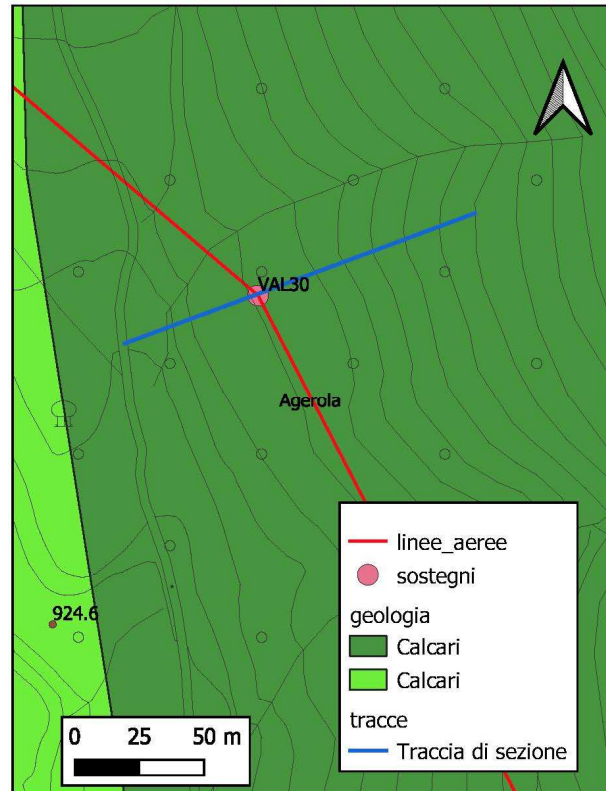 VAL30
Agerola
924.6
linee_aeree
sostegni
geologia
Calcari
Calcari
tracce
Traccia di sezione
0 25 50 m